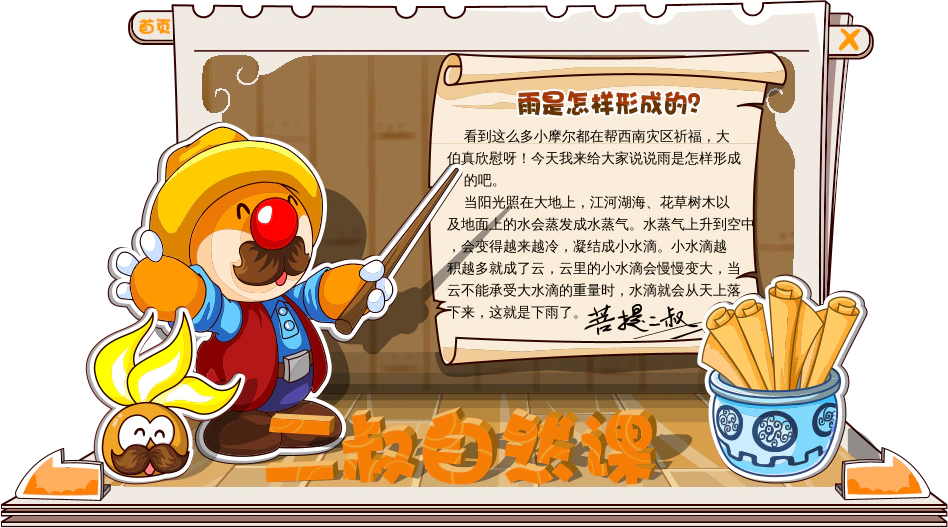 首页
雨是怎样形成的？
看到这么多小摩尔都在帮西南灾区祈福，大
伯真欣慰呀！今天我来给大家说说雨是怎样形成
的吧。
当阳光照在大地上，江河湖海、花草树木以
及地面上的水会蒸发成水蒸气。水蒸气上升到空中
，会变得越来越冷，凝结成小水滴。小水滴越
积越多就成了云，云里的小水滴会慢慢变大，当
云不能承受大水滴的重量时，水滴就会从天上落
下来，这就是下雨了。
菩提二叔
二叔自然课